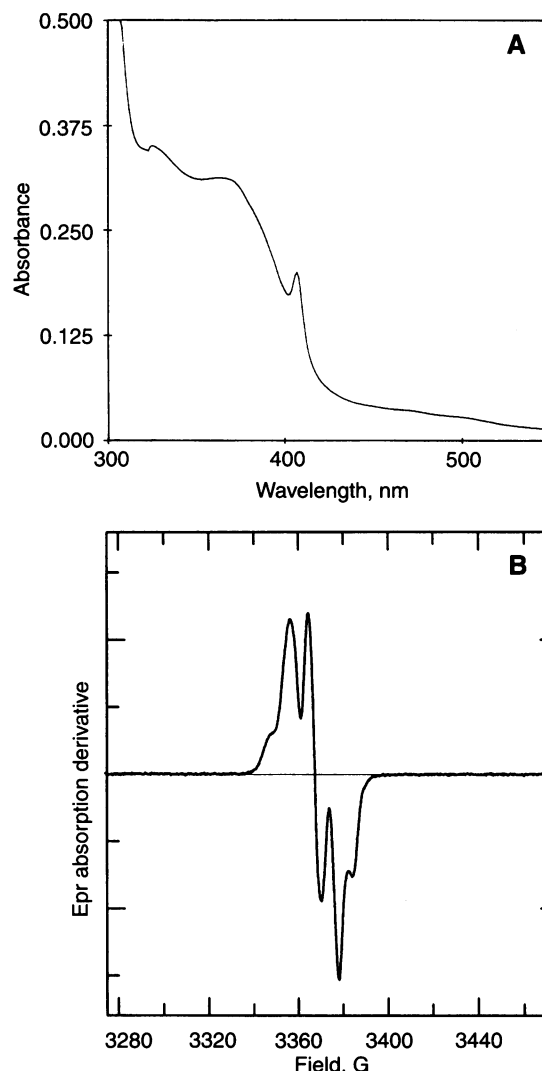 A
0.500
0.375
0.250
0.125
0.000
Absorbance
300 400 500
Wavelength, nm
B
Epr absorption derivative
3280 3320 3360 3400 3440
Field, G